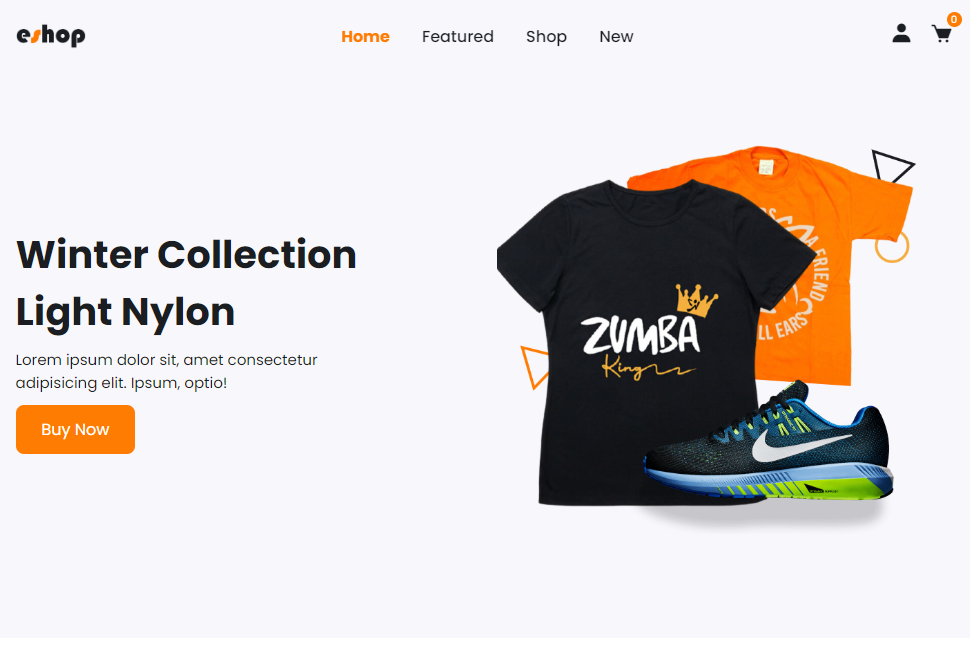 eshop
Home
Featured
Shop
New
0
Winter Collection
Light Nylon
Lorem ipsum dolor sit, amet consectetur
adipisicing elit. Ipsum, optio!
Buy Now
ZUMBA
King
FRIEND
LL EARS